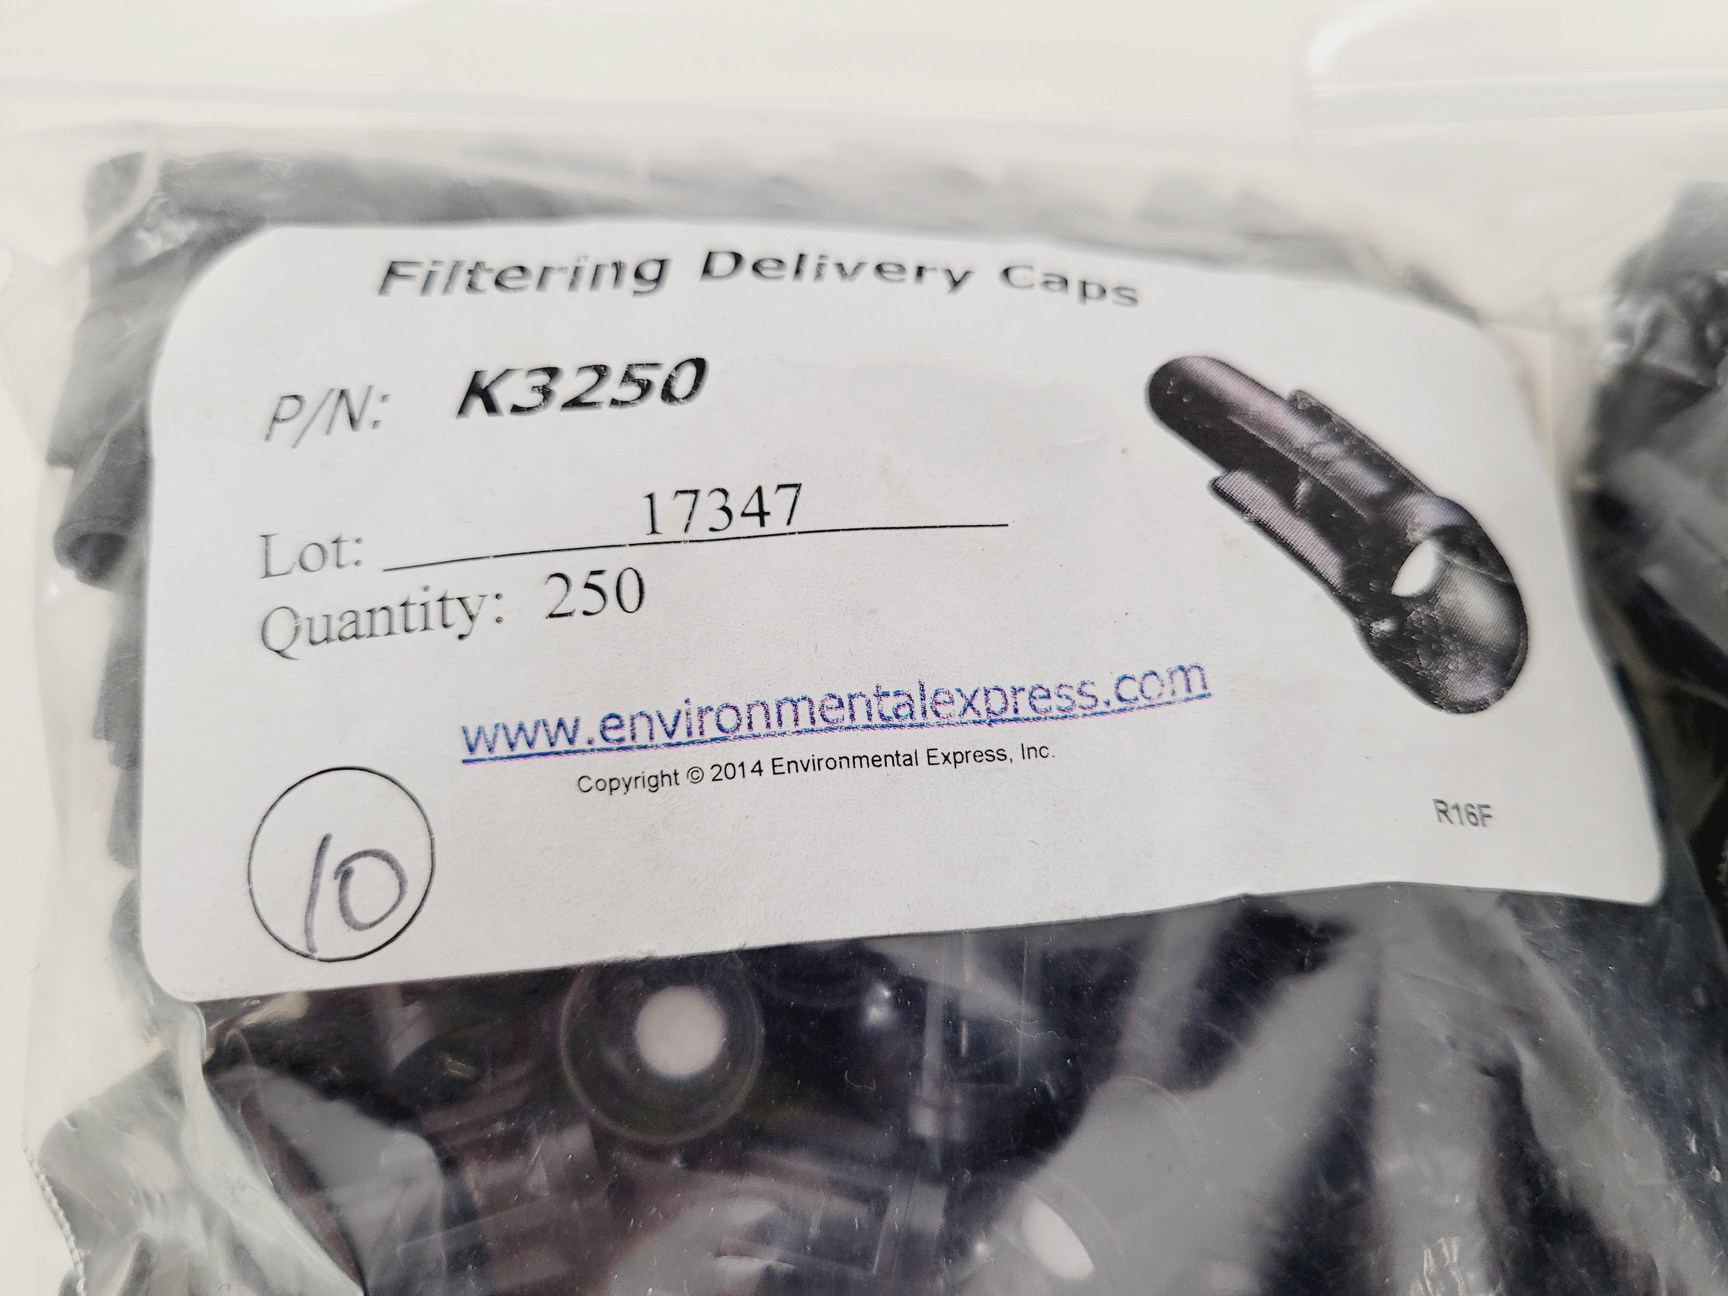 Filtering Delivery Caps
P/N: K3250
Lot: 17347
Quantity: 250
www.environmentalexpress.com
Copyright © 2014 Environmental Express, Inc.
10
R16F